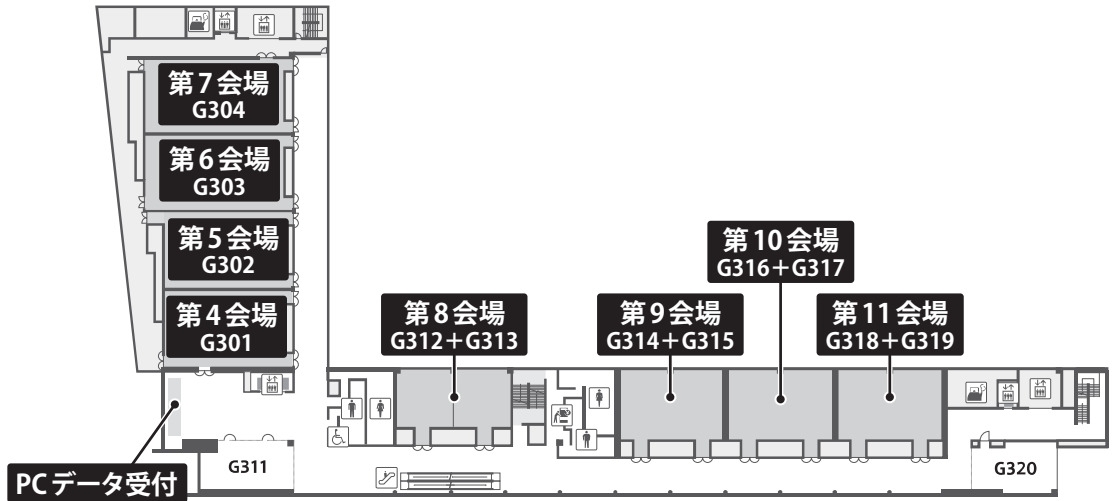 第7会場
G304
第6会場
G303
第5会場
G302
第4会場
G301
第8会場
G312+G313
第9会場
G314+G315
第10会場
G316+G317
第11会場
G318+G319
G311
G320
PCデータ受付